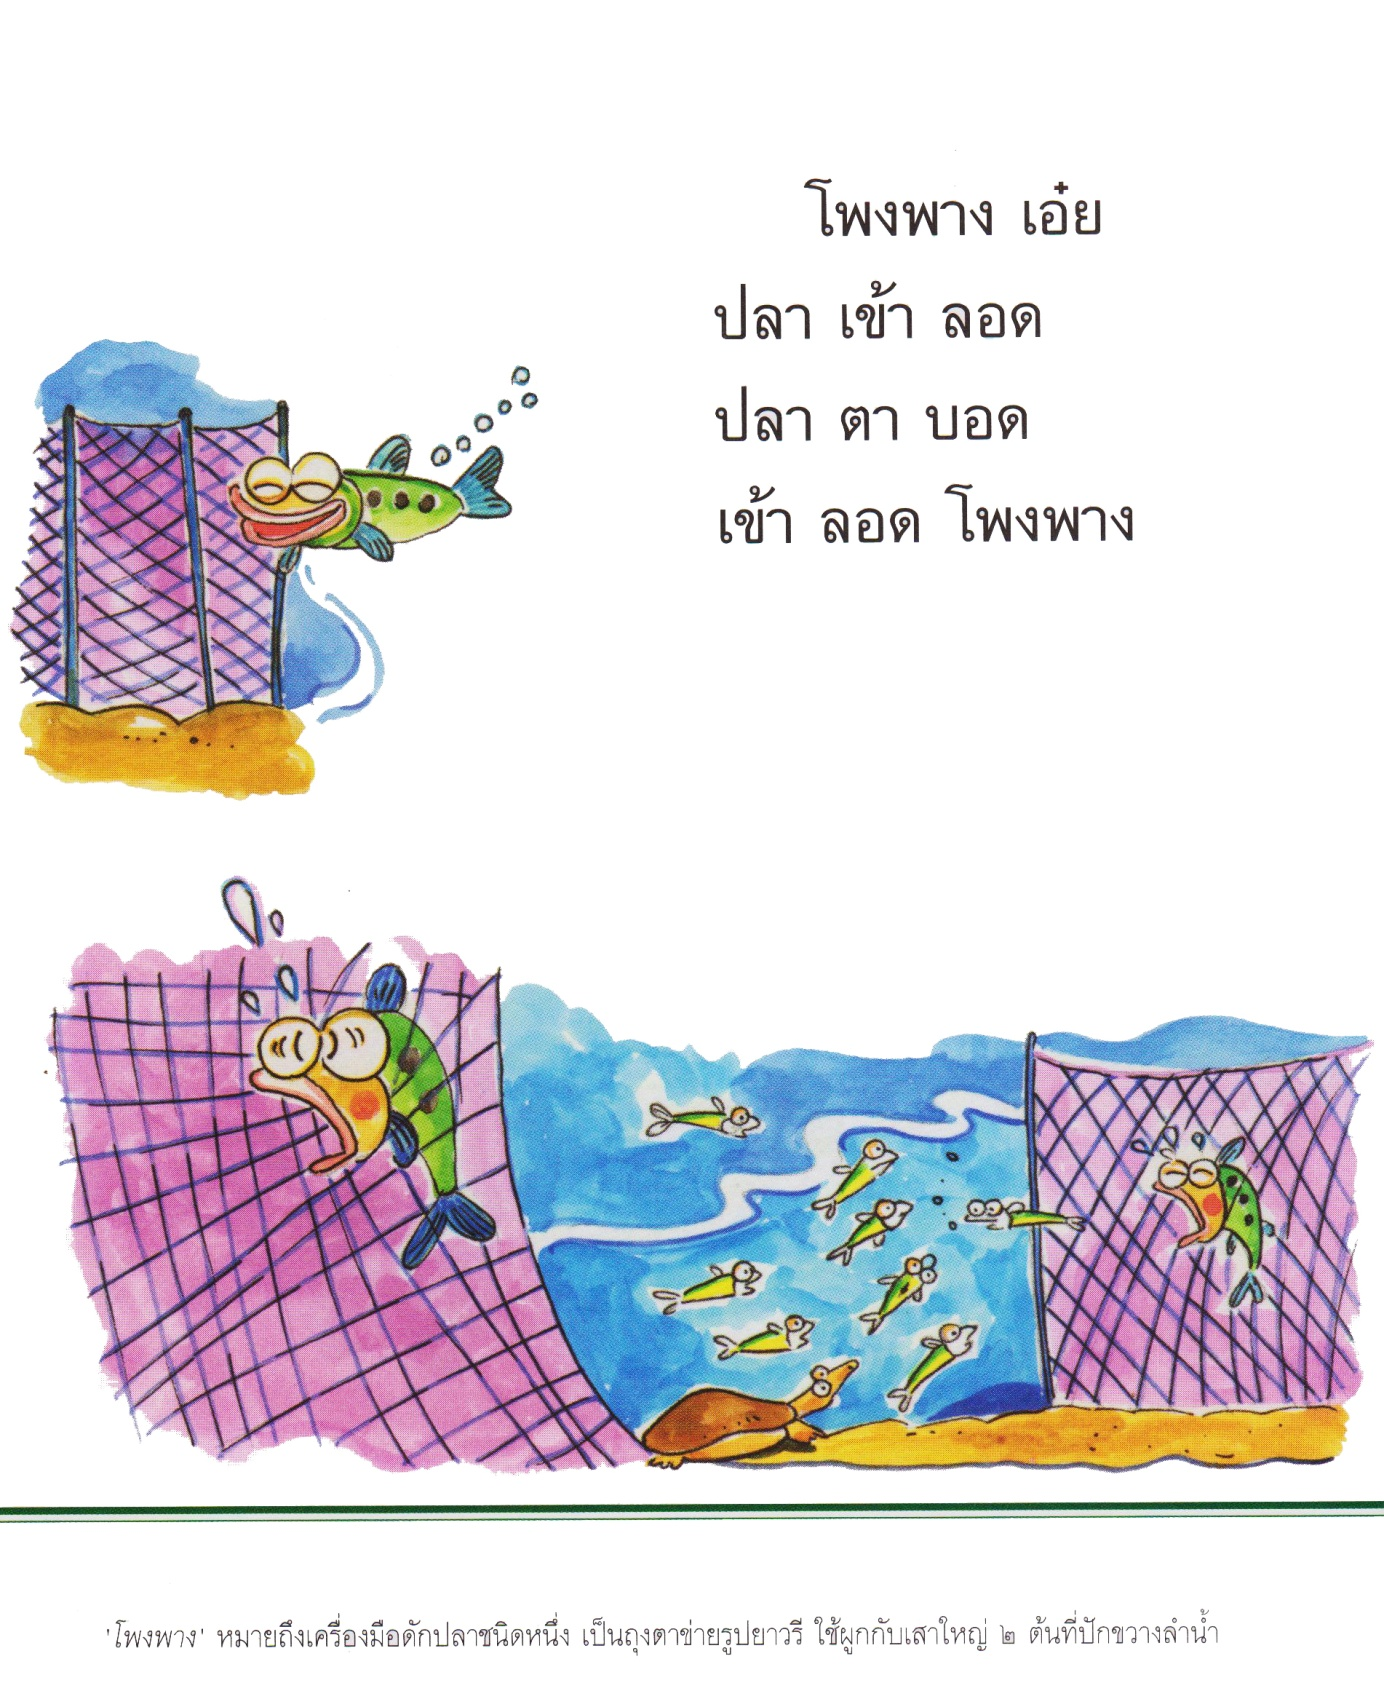 โพงพาง เอ๋ย
ปลา เข้า ลอด
ปลา ตา บอด
เข้า ลอด โพงพาง
'โพงพาง' หมายถึงเครื่องมือดักปลาชนิดหนึ่ง เป็นถุงตาข่ายรูปยาวรี ใช้ผูกกับเสาใหญ่ ๒ ต้นที่ปักขวางลำน้ำ